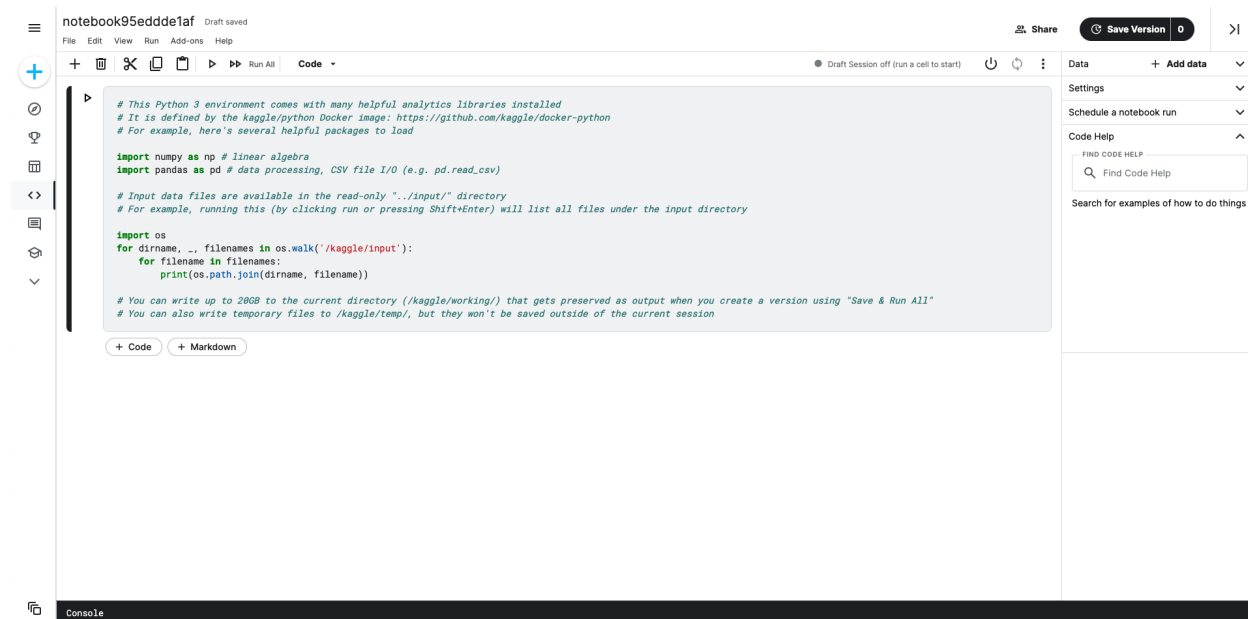 notebook95eddde1af Draft saved
Share
Save Version 0
File Edit View Run Add-ons Help
Run All Code
Draft Session off (run a cell to start)
# This Python 3 environment comes with many helpful analytics libraries installed
# It is defined by the kaggle/python Docker image: https://github.com/kaggle/docker-python
# For example, here's several helpful packages to load
import numpy as np # linear algebra
import pandas as pd # data processing, CSV file I/O (e.g. pd.read_csv)
# Input data files are available in the read-only "../input/" directory
# For example, running this (by clicking run or pressing Shift+Enter) will list all files under the input directory
import os
for dirname, _, filenames in os.walk('/kaggle/input'):
    for filename in filenames:
        print(os.path.join(dirname, filename))
# You can write up to 20GB to the current directory (/kaggle/working/) that gets preserved as output when you create a version using "Save & Run All"
# You can also write temporary files to /kaggle/temp/, but they won't be saved outside of the current session
+ Code + Markdown
Data + Add data
Settings
Schedule a notebook run
Code Help
FIND CODE HELP
Find Code Help
Search for examples of how to do things
Console